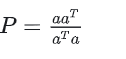 P = \frac{aa^T}{a^T a}